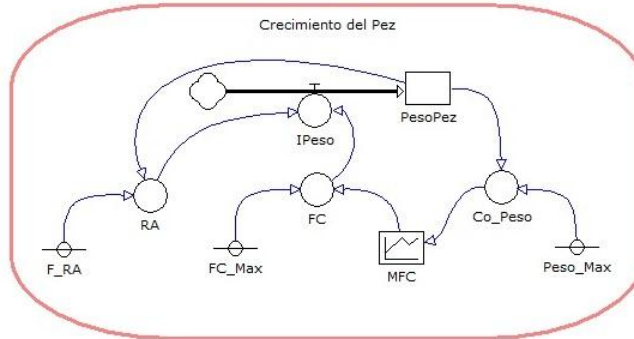 Crecimiento del Pez
PesoPez
IPeso
RA
FC
Co_Peso
F_RA
FC_Max
MFC
Peso_Max